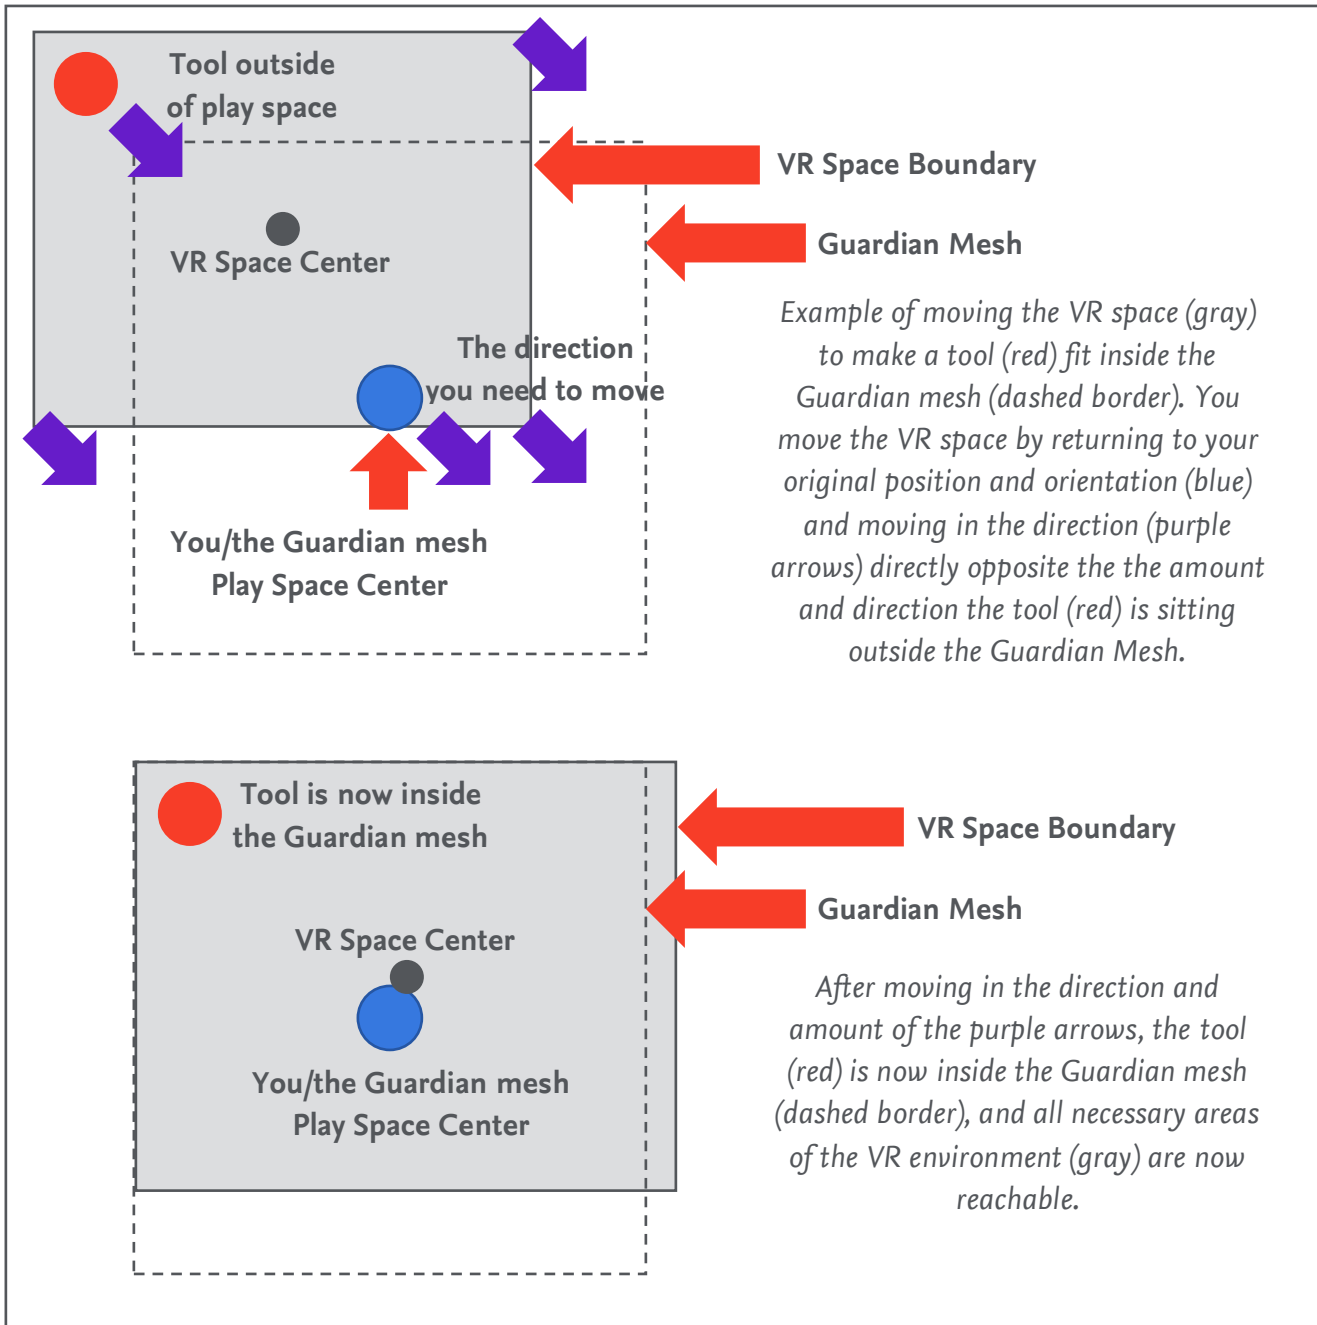 Tool outside
of play space
VR Space Boundary
Guardian Mesh
VR Space Center
The direction
you need to move
You/the Guardian mesh
Play Space Center
Example of moving the VR space (gray)
to make a tool (red) fit inside the
Guardian mesh (dashed border). You
move the VR space by returning to your
original position and orientation (blue)
and moving in the direction (purple
arrows) directly opposite the the amount
and direction the tool (red) is sitting
outside the Guardian Mesh.
Tool is now inside
the Guardian mesh
VR Space Boundary
Guardian Mesh
VR Space Center
You/the Guardian mesh
Play Space Center
After moving in the direction and
amount of the purple arrows, the tool
(red) is now inside the Guardian mesh
(dashed border), and all necessary areas
of the VR environment (gray) are now
reachable.